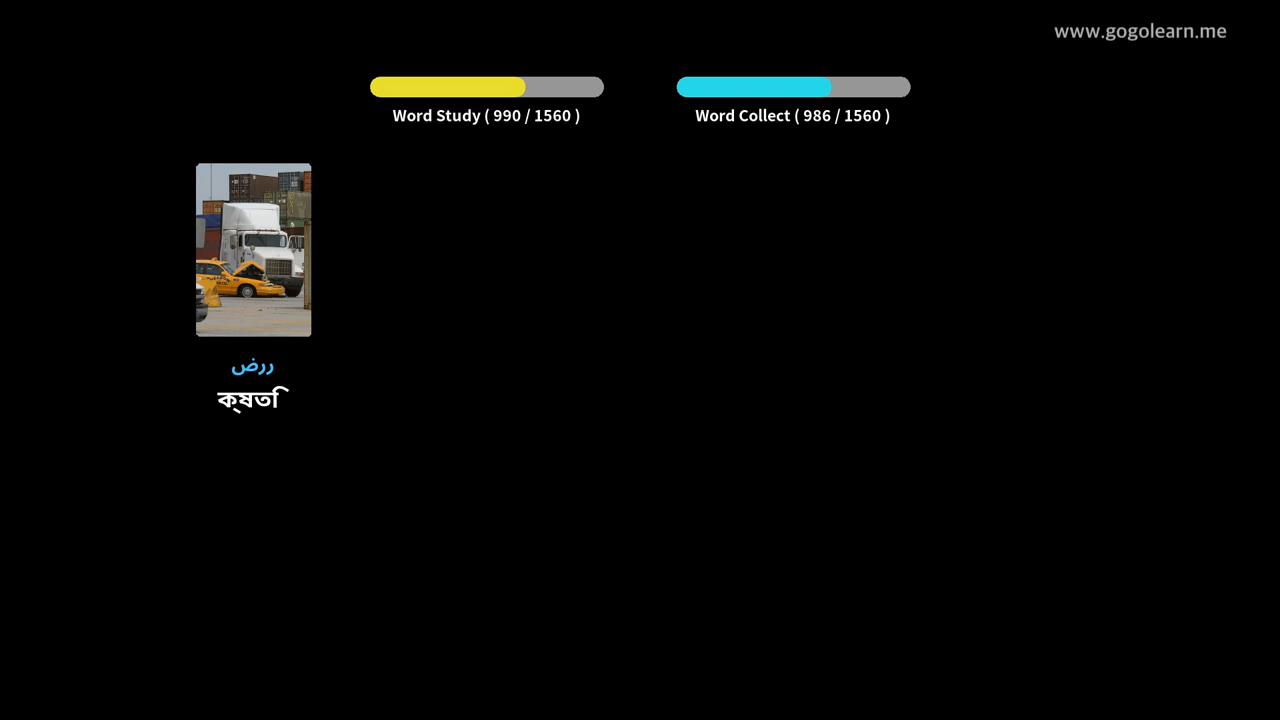 www.gogolearn.me
Word Study ( 990 / 1560 )
Word Collect ( 986 / 1560 )
ررض
ক্ষতি